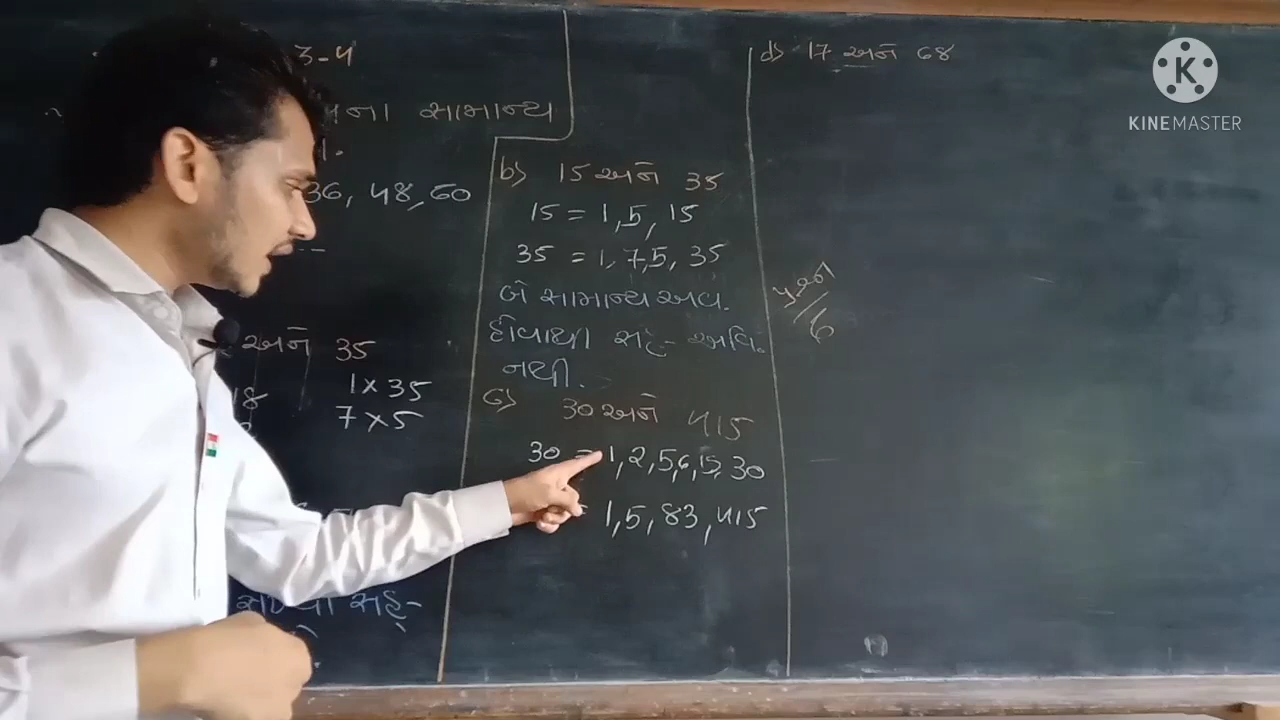 3-4
ના સામાન્ય
36, 48, 60
અને 35
18 1 × 35
7 × 5
સંખ્યા સહ-
b) 15 અને 35
15 = 1, 5, 15
35 = 1, 7, 5, 35
બે સામાન્ય અવ.
હોવાથી સહ- અવિ.
નથી.
c) 30 અને 415
30 = 1, 2, 5, 6, 15, 30
= 1, 5, 83, 415
d) 17 અને 68
KINEMASTER